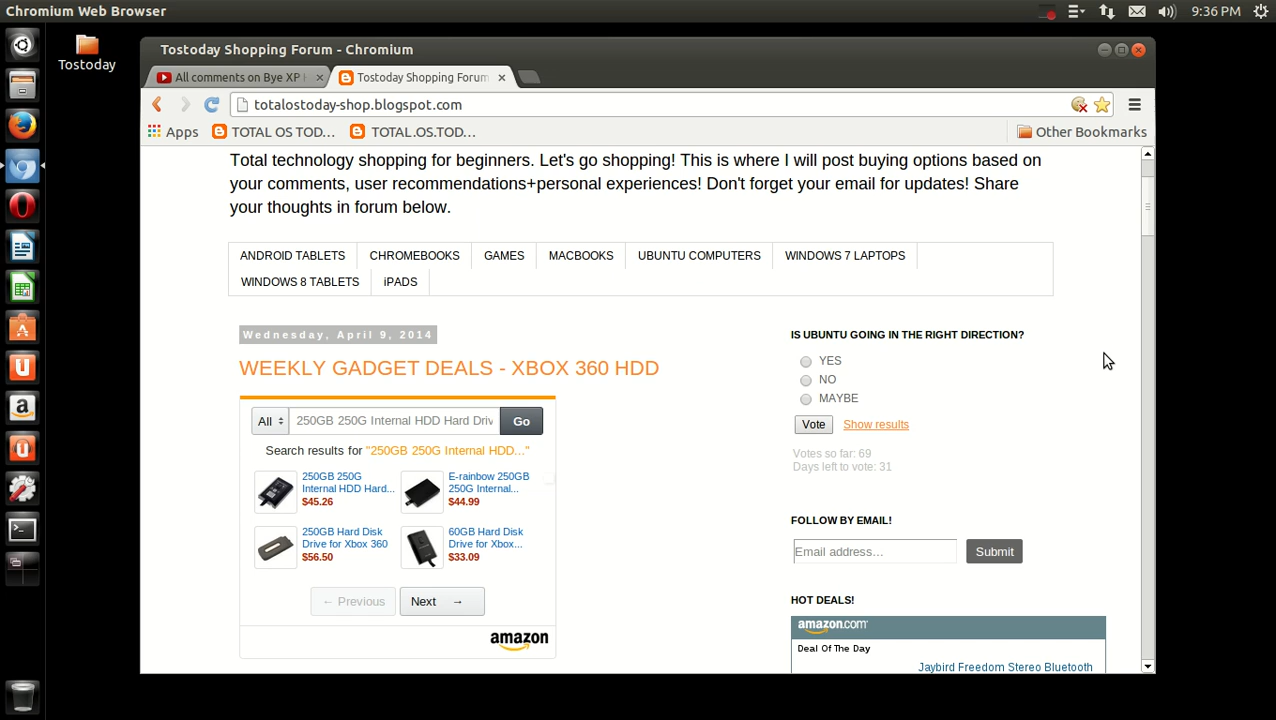 Chromium Web Browser
9:36 PM
Tostoday
Tostoday Shopping Forum - Chromium
All comments on Bye XP
Tostoday Shopping Forum
totalostoday-shop.blogspot.com
Apps
TOTAL OS TOD...
TOTAL.OS.TOD...
Other Bookmarks
Total technology shopping for beginners. Let's go shopping! This is where I will post buying options based on
your comments, user recommendations+personal experiences! Don't forget your email for updates! Share
your thoughts in forum below.
ANDROID TABLETS
CHROMEBOOKS
GAMES
MACBOOKS
UBUNTU COMPUTERS
WINDOWS 7 LAPTOPS
WINDOWS 8 TABLETS
iPADS
Wednesday, April 9, 2014
WEEKLY GADGET DEALS - XBOX 360 HDD
All
250GB 250G Internal HDD Hard Driv
Go
Search results for "250GB 250G Internal HDD..."
250GB 250G
Internal HDD Hard...
$45.26
E-rainbow 250GB
250G Internal...
$44.99
250GB Hard Disk
Drive for Xbox 360
$56.50
60GB Hard Disk
Drive for Xbox...
$33.09
← Previous
Next →
amazon
IS UBUNTU GOING IN THE RIGHT DIRECTION?
YES
NO
MAYBE
Vote
Show results
Votes so far: 69
Days left to vote: 31
FOLLOW BY EMAIL!
Email address...
Submit
HOT DEALS!
amazon.com
Deal Of The Day
Jaybird Freedom Stereo Bluetooth